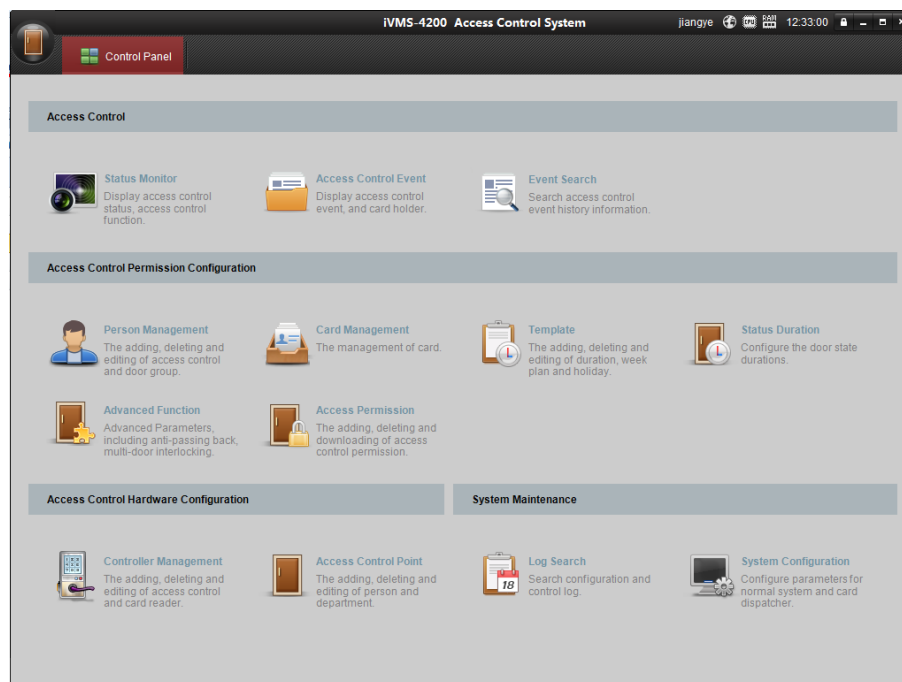 iVMS-4200 Access Control System
jiangye
CPU
RAM
12:33:00
Control Panel
Access Control
Status Monitor
Display access control
status, access control
function.
Access Control Event
Display access control
event, and card holder.
Event Search
Search access control
event history information.
Access Control Permission Configuration
Person Management
The adding, deleting and
editing of access control
and door group.
Card Management
The management of card.
Template
The adding, deleting and
editing of duration, week
plan and holiday.
Status Duration
Configure the door state
durations.
Advanced Function
Advanced Parameters,
including anti-passing back,
multi-door interlocking.
Access Permission
The adding, deleting and
downloading of access
control permission.
Access Control Hardware Configuration
System Maintenance
Controller Management
The adding, deleting and
editing of access control
and card reader.
Access Control Point
The adding, deleting and
editing of person and
department.
18
Log Search
Search configuration and
control log.
System Configuration
Configure parameters for
normal system and card
dispatcher.